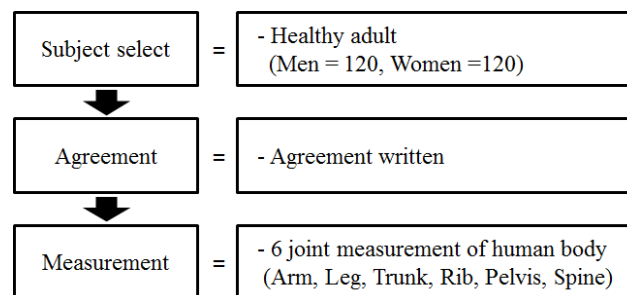 Subject select = - Healthy adult
(Men = 120, Women =120)
Agreement = - Agreement written
Measurement = - 6 joint measurement of human body
(Arm, Leg, Trunk, Rib, Pelvis, Spine)